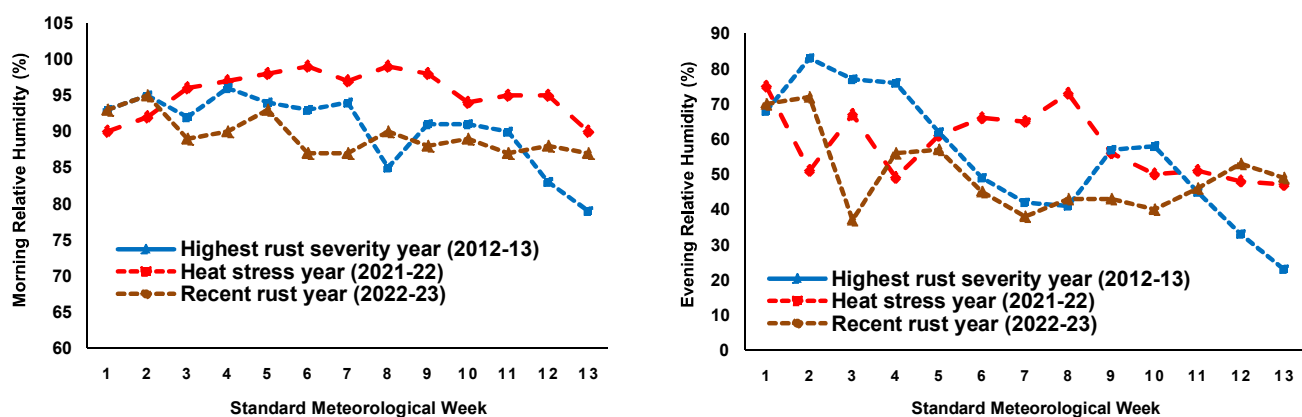 Morning Relative Humidity (%)
105
100
95
90
85
80
75
70
65
60
Highest rust severity year (2012-13)
Heat stress year (2021-22)
Recent rust year (2022-23)
1 2 3 4 5 6 7 8 9 10 11 12 13
Standard Meteorological Week
Evening Relative Humidity (%)
90
80
70
60
50
40
30
20
10
0
Highest rust severity year (2012-13)
Heat stress year (2021-22)
Recent rust year (2022-23)
1 2 3 4 5 6 7 8 9 10 11 12 13
Standard Meteorological Week